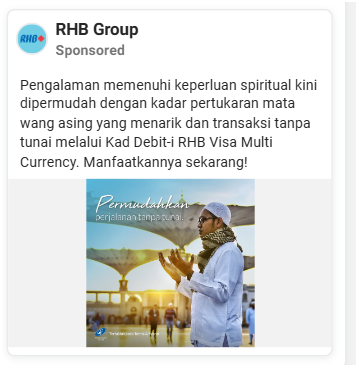 RHB
RHB Group
Sponsored
Pengalaman memenuhi keperluan spiritual kini
dipermudah dengan kadar pertukaran mata
wang asing yang menarik dan transaksi tanpa
tunai melalui Kad Debit-i RHB Visa Multi
Currency. Manfaatkannya sekarang!
Permudahkan
perjalanan tanpa tunai.